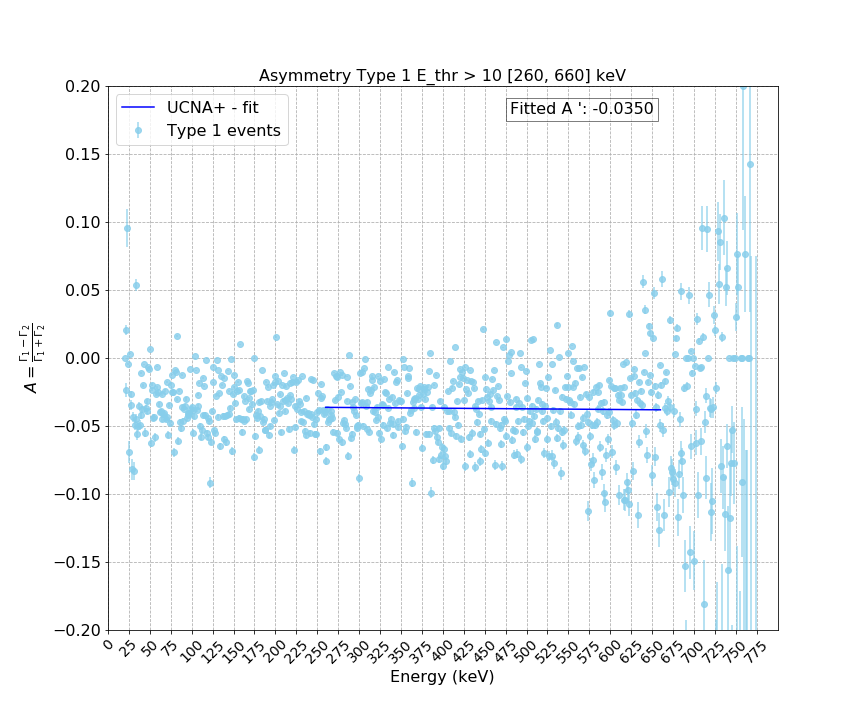 Asymmetry Type 1 E_thr > 10 [260, 660] keV
UCNA+ - fit
Type 1 events
Fitted A ': -0.0350
A = Γ1 − Γ2 / Γ1 + Γ2
0.20
0.15
0.10
0.05
0.00
−0.05
−0.10
−0.15
−0.20
0 25 50 75 100 125 150 175 200 225 250 275 300 325 350 375 400 425 450 475 500 525 550 575 600 625 650 675 700 725 750 775
Energy (keV)